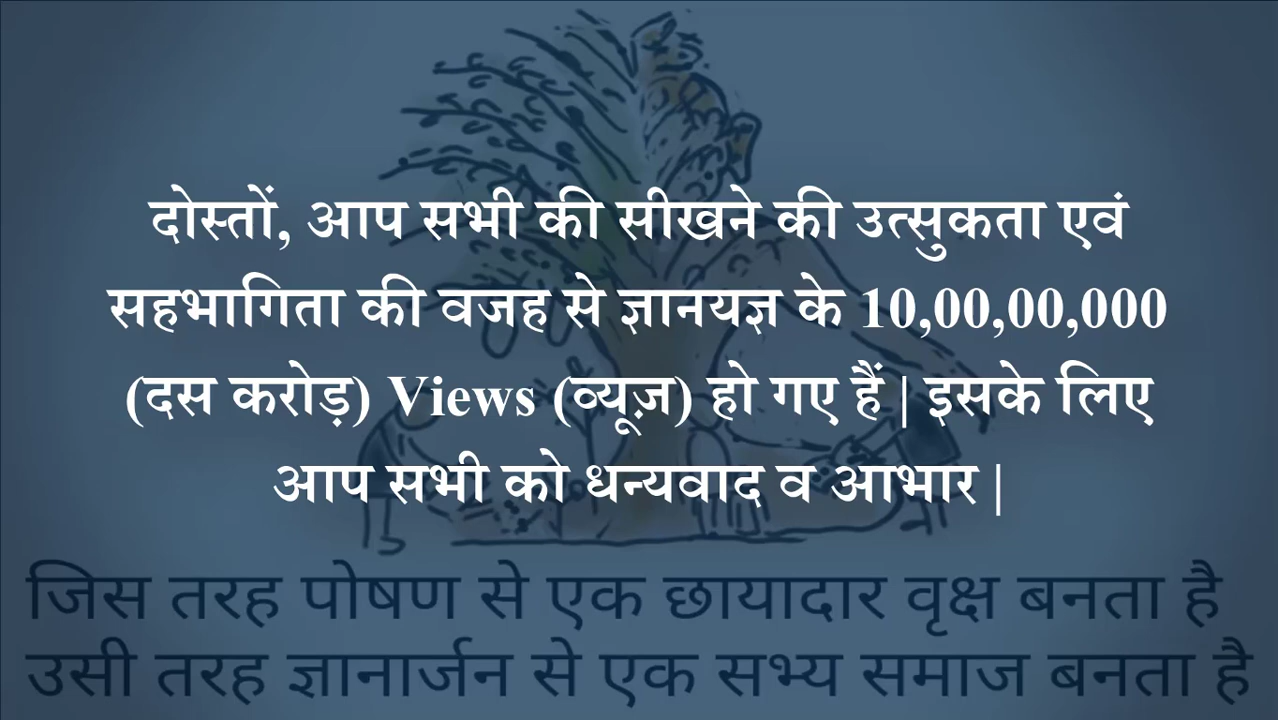 दोस्तों, आप सभी की सीखने की उत्सुकता एवं
सहभागिता की वजह से ज्ञानयज्ञ के 10,00,00,000
(दस करोड़) Views (व्यूज़) हो गए हैं | इसके लिए
आप सभी को धन्यवाद व आभार |
जिस तरह पोषण से एक छायादार वृक्ष बनता है
उसी तरह ज्ञानार्जन से एक सभ्य समाज बनता है